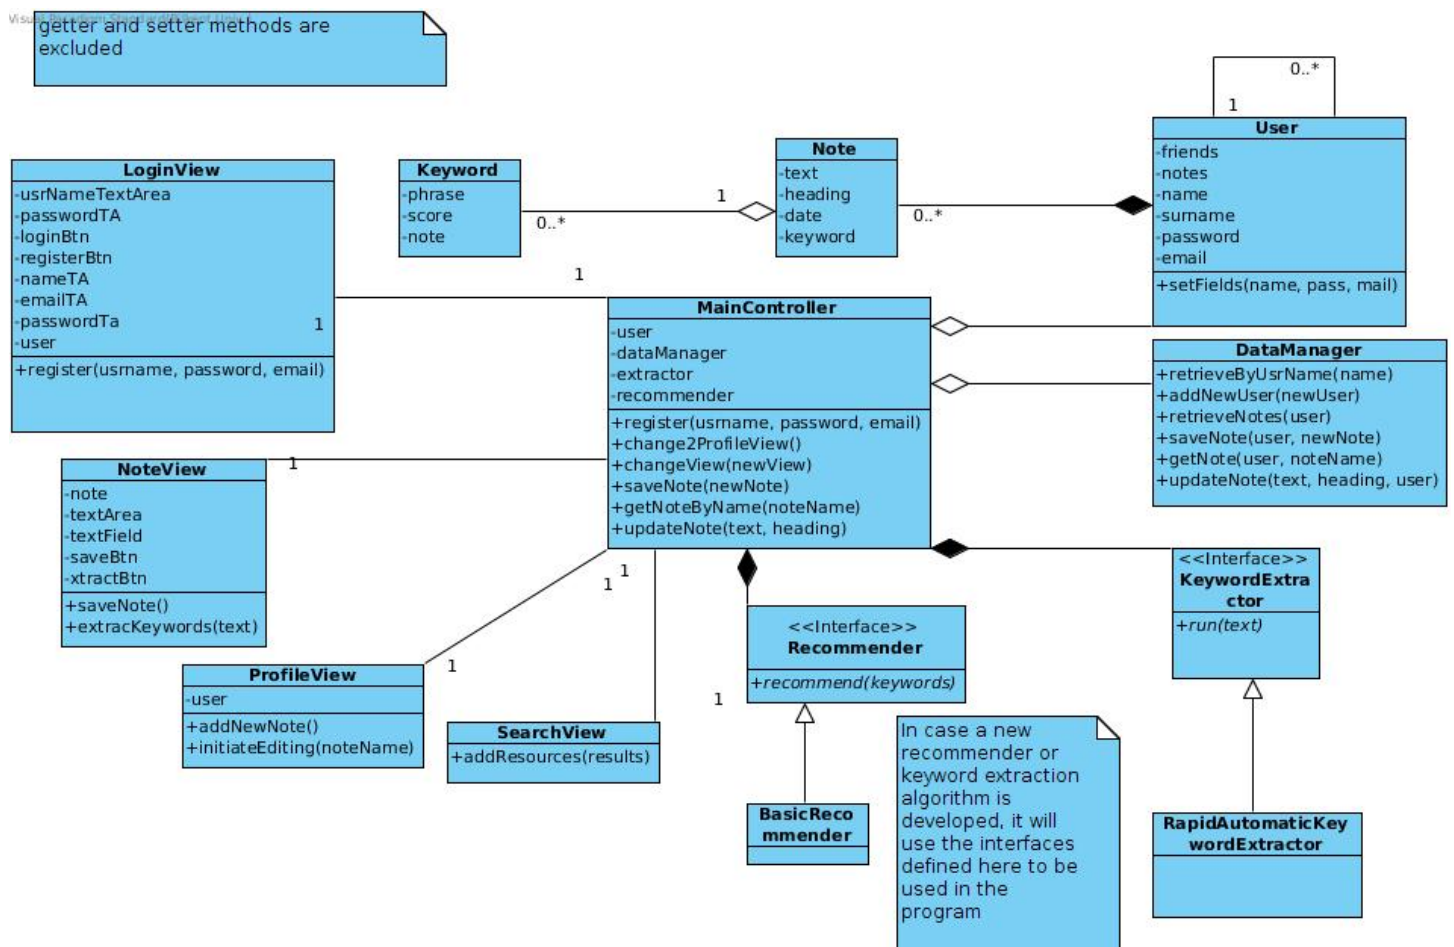 getter and setter methods are
excluded
0..*
1
User
-friends
-notes
-name
-surname
-password
-email
+setFields(name, pass, mail)
Note
-text
-heading
-date
-keyword
0..*
1
Keyword
-phrase
-score
-note
0..*
LoginView
-usrNameTextArea
-passwordTA
-loginBtn
-registerBtn
-nameTA
-emailTA
-passwordTa
-user
+register(usrname, password, email)
1
1
MainController
-user
-dataManager
-extractor
-recommender
+register(usrname, password, email)
+change2ProfileView()
+changeView(newView)
+saveNote(newNote)
+getNoteByName(noteName)
+updateNote(text, heading)
DataManager
+retrieveByUsrName(name)
+addNewUser(newUser)
+retrieveNotes(user)
+saveNote(user, newNote)
+getNote(user, noteName)
+updateNote(text, heading, user)
NoteView
-note
-textArea
-textField
-saveBtn
-xtractBtn
+saveNote()
+extracKeywords(text)
1
1
1
<<Interface>>
KeywordExtra
ctor
+run(text)
<<Interface>>
Recommender
+recommend(keywords)
1
ProfileView
-user
+addNewNote()
+initiateEditing(noteName)
1
SearchView
+addResources(results)
BasicReco
mmender
In case a new
recommender or
keyword extraction
algorithm is
developed, it will
use the interfaces
defined here to be
used in the
program
RapidAutomaticKey
wordExtractor